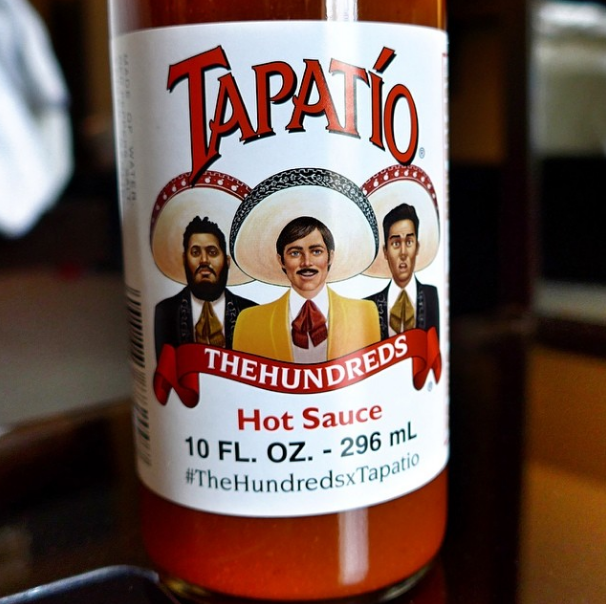 TAPATÍO
®
THEHUNDREDS
®
Hot Sauce
10 FL. OZ. - 296 mL
#TheHundredsxTapatio